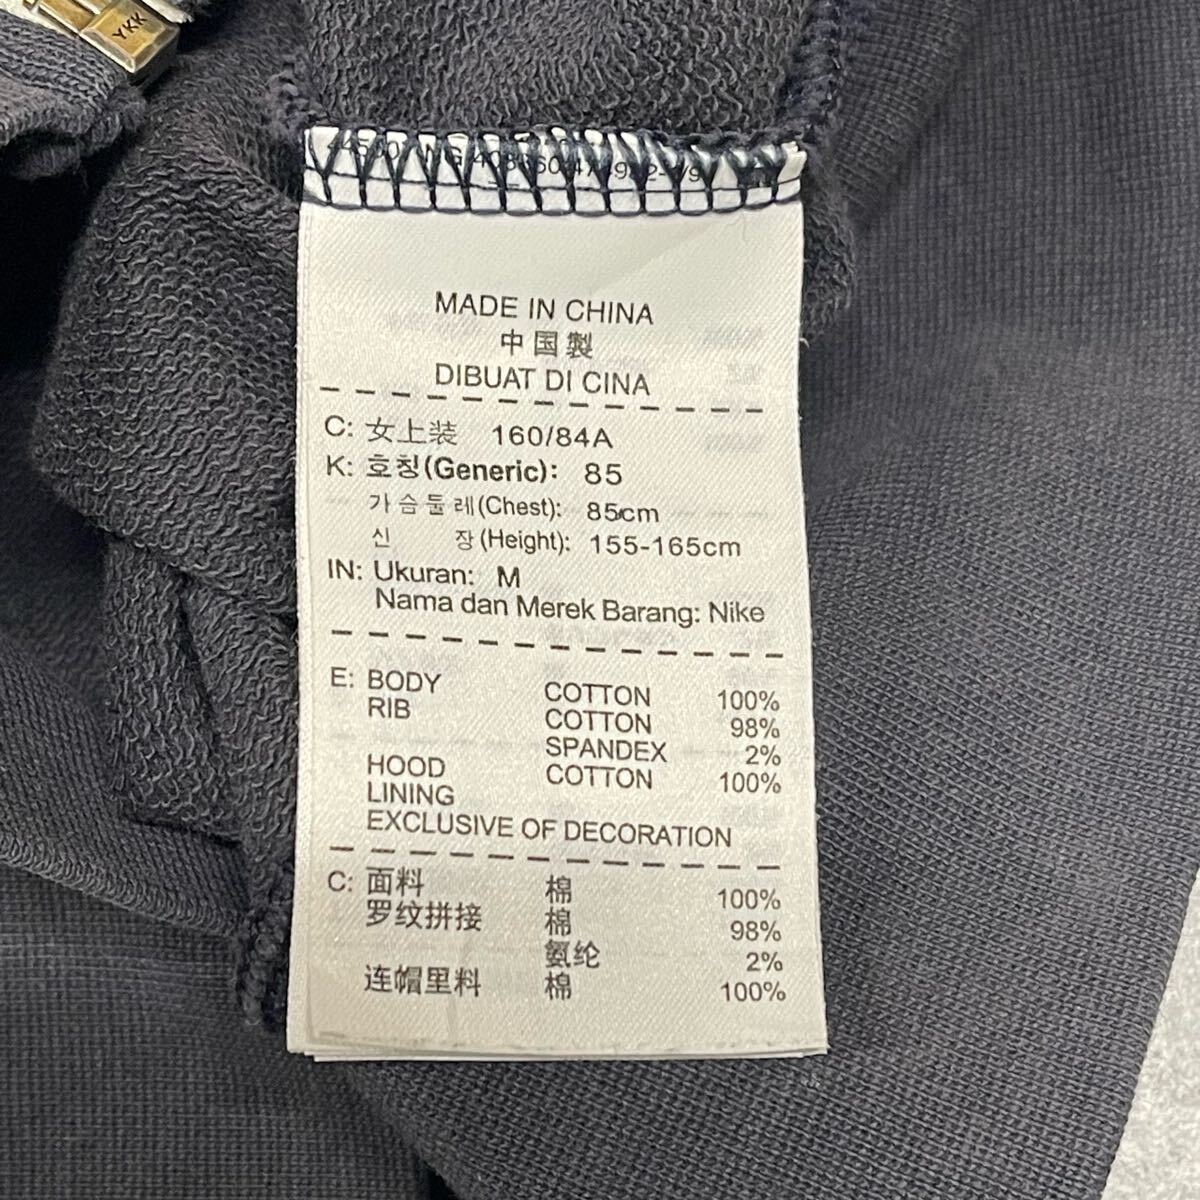 YKK
MADE IN CHINA
中国製
DIBUAT DI CINA
C: 女上装 160/84A
K: 호칭(Generic): 85
가슴둘레(Chest): 85cm
신 장(Height): 155-165cm
IN: Ukuran: M
Nama dan Merek Barang: Nike
E: BODY COTTON 100%
RIB COTTON 98%
SPANDEX 2%
HOOD COTTON 100%
LINING
EXCLUSIVE OF DECORATION
C: 面料 棉 100%
罗纹拼接 棉 98%
氨纶 2%
连帽里料 棉 100%